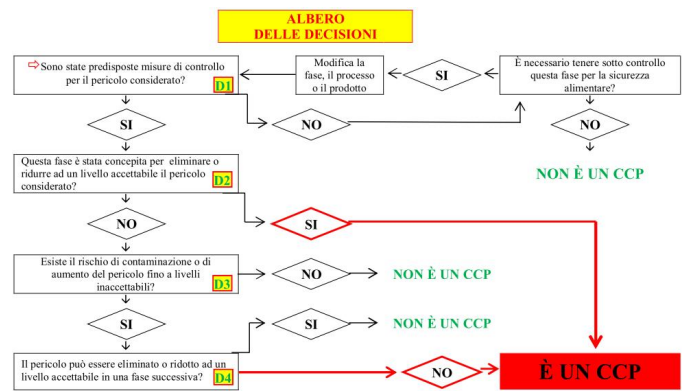 ALBERO
DELLE DECISIONI
⇨Sono state predisposte misure di controllo
per il pericolo considerato?
D1
Modifica la
fase, il processo
o il prodotto
SI
È necessario tenere sotto controllo
questa fase per la sicurezza
alimentare?
SI
NO
NO
NON È UN CCP
Questa fase è stata concepita per eliminare o
ridurre ad un livello accettabile il pericolo
considerato?
D2
NO
SI
Esiste il rischio di contaminazione o di
aumento del pericolo fino a livelli
inaccettabili?
D3
NO
NON È UN CCP
SI
SI
NON È UN CCP
Il pericolo può essere eliminato o ridotto ad un
livello accettabile in una fase successiva?
D4
NO
È UN CCP